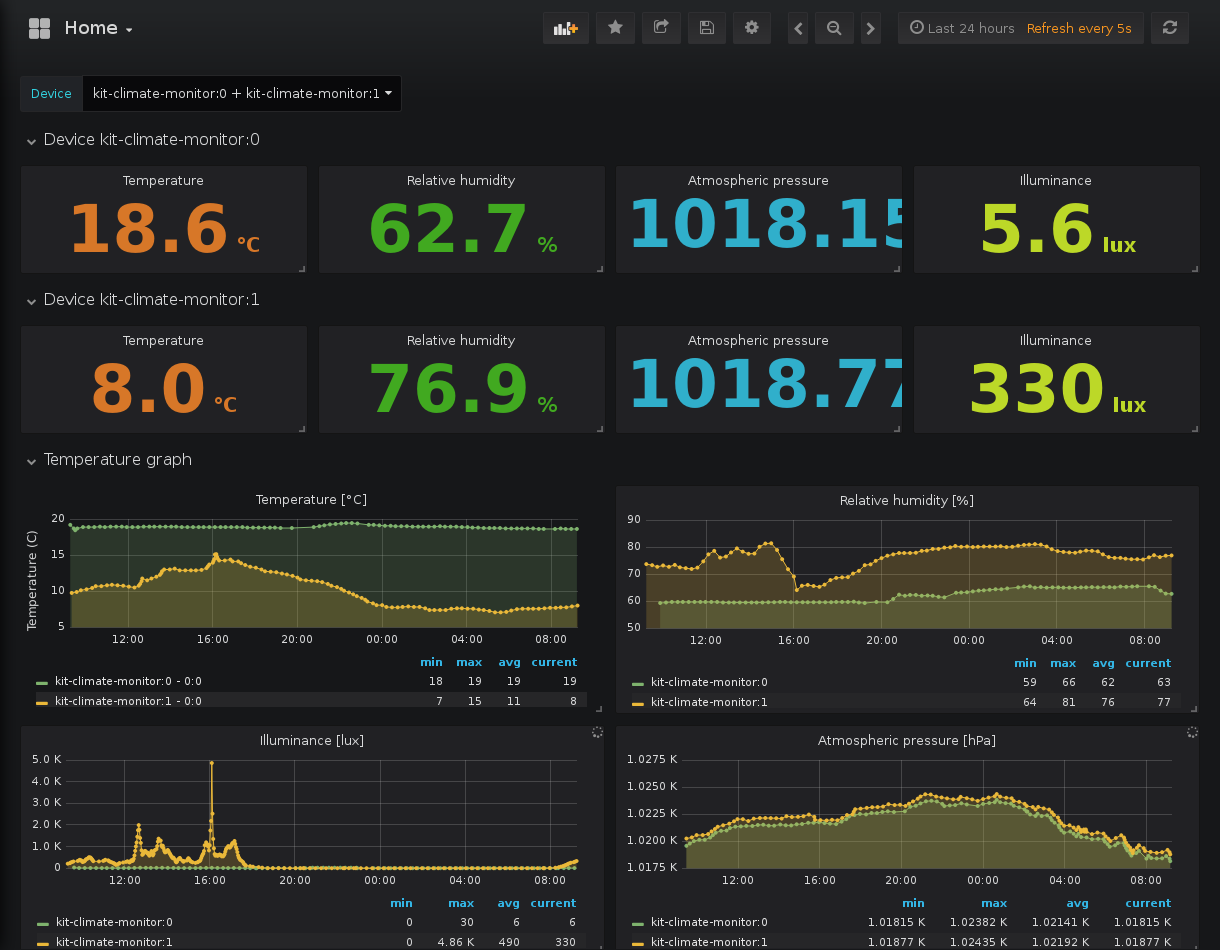 Home
Last 24 hours Refresh every 5s
Device kit-climate-monitor:0 + kit-climate-monitor:1
Device kit-climate-monitor:0
Temperature Relative humidity Atmospheric pressure Illuminance
18.6 °C 62.7 % 1018.15 5.6 lux
Device kit-climate-monitor:1
Temperature Relative humidity Atmospheric pressure Illuminance
8.0 °C 76.9 % 1018.77 330 lux
Temperature graph
Temperature [°C]
Temperature (C)
20
15
10
5
12:00 16:00 20:00 00:00 04:00 08:00
min max avg current
kit-climate-monitor:0 - 0:0 18 19 19 19
kit-climate-monitor:1 - 0:0 7 15 11 8
Relative humidity [%]
90
80
70
60
50
12:00 16:00 20:00 00:00 04:00 08:00
min max avg current
kit-climate-monitor:0 59 66 62 63
kit-climate-monitor:1 64 81 76 77
Illuminance [lux]
5.0 K
4.0 K
3.0 K
2.0 K
1.0 K
0
12:00 16:00 20:00 00:00 04:00 08:00
min max avg current
kit-climate-monitor:0 0 30 6 6
kit-climate-monitor:1 0 4.86 K 490 330
Atmospheric pressure [hPa]
1.0275 K
1.0250 K
1.0225 K
1.0200 K
1.0175 K
12:00 16:00 20:00 00:00 04:00 08:00
min max avg current
kit-climate-monitor:0 1.01815 K 1.02382 K 1.02141 K 1.01815 K
kit-climate-monitor:1 1.01877 K 1.02435 K 1.02192 K 1.01877 K